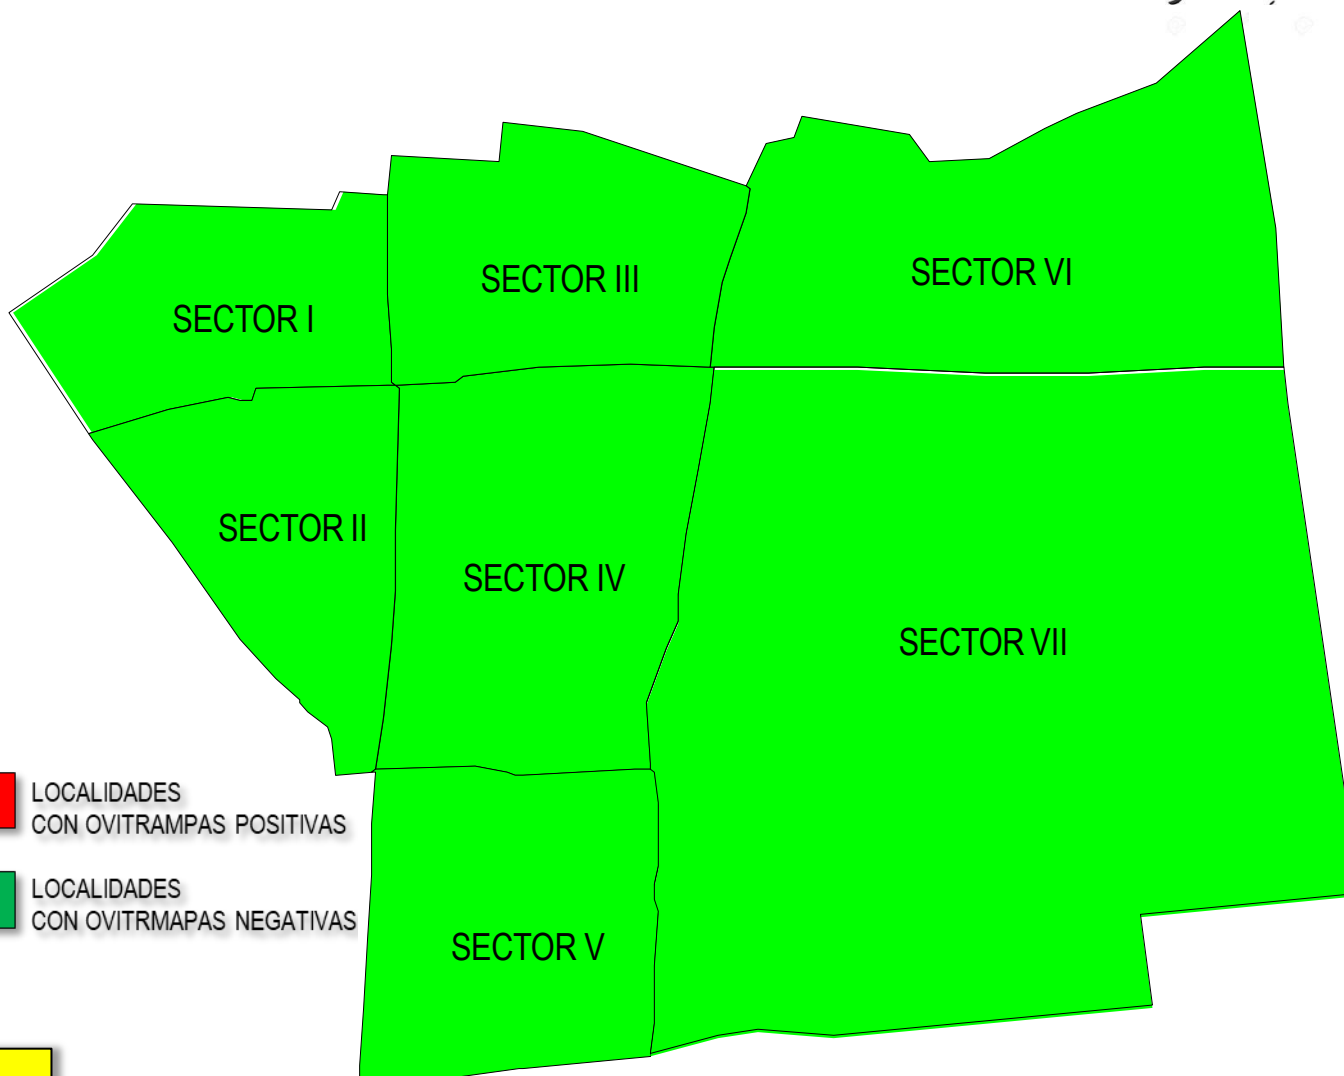 SECTOR VI
SECTOR III
SECTOR I
SECTOR II
SECTOR IV
SECTOR VII
LOCALIDADES
CON OVITRAMPAS POSITIVAS
LOCALIDADES
CON OVITRMAPAS NEGATIVAS
SECTOR V